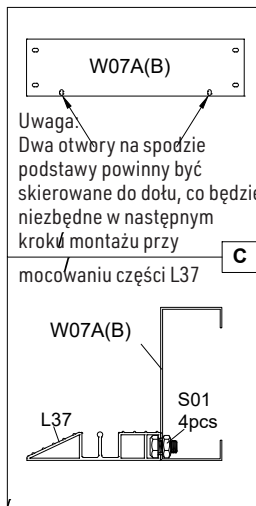 W07A(B)
Uwaga:
Dwa otwory na spodzie
podstawy powinny być
skierowane do dołu, co będzie
niezbędne w następnym
kroku montażu przy
mocowaniu części L37
C
W07A(B)
S01
4pcs
L37